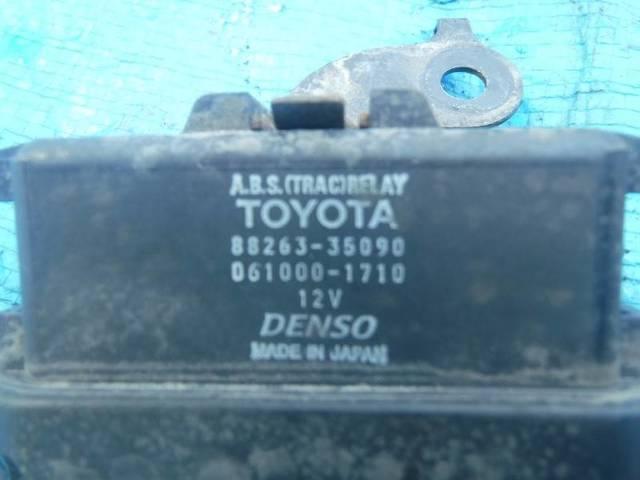 A.B.S.(TRAC)RELAY
TOYOTA
88263-35090
061000-1710
12V
DENSO
MADE IN JAPAN